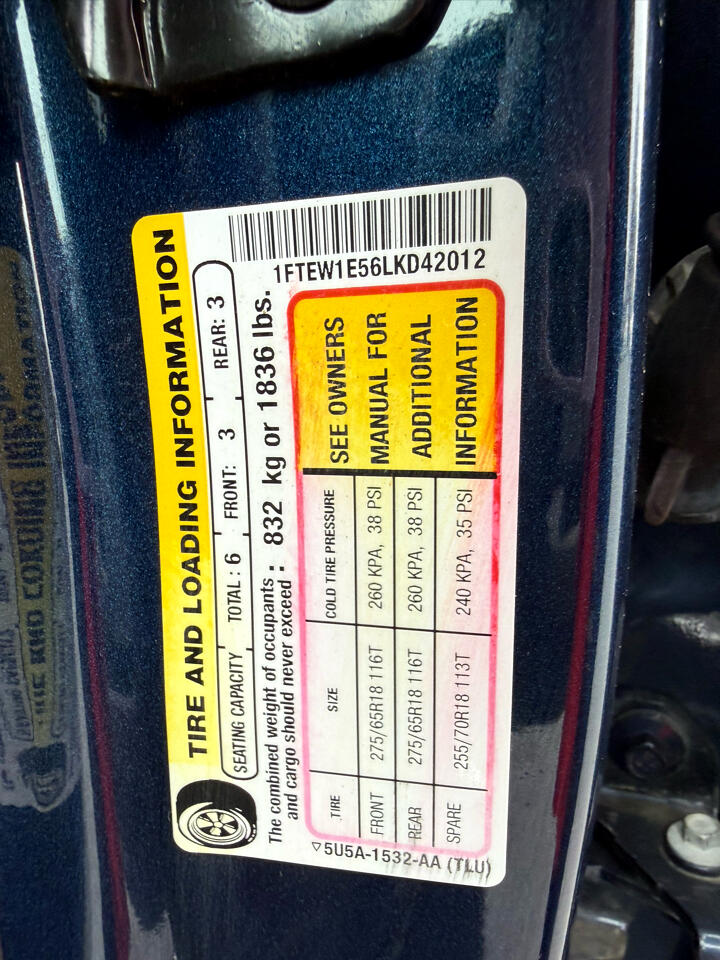 TIRE AND LOADING INFORMATION
SEATING CAPACITY TOTAL: 6 FRONT: 3 REAR: 3
The combined weight of occupants and cargo should never exceed : 832 kg or 1836 lbs.
1FTEW1E56LKD42012
TIRE SIZE COLD TIRE PRESSURE
FRONT 275/65R18 116T 260 KPA, 38 PSI
REAR 275/65R18 116T 260 KPA, 38 PSI
SPARE 255/70R18 113T 240 KPA, 35 PSI
SEE OWNERS
MANUAL FOR
ADDITIONAL
INFORMATION
▽5U5A-1532-AA (TLU)